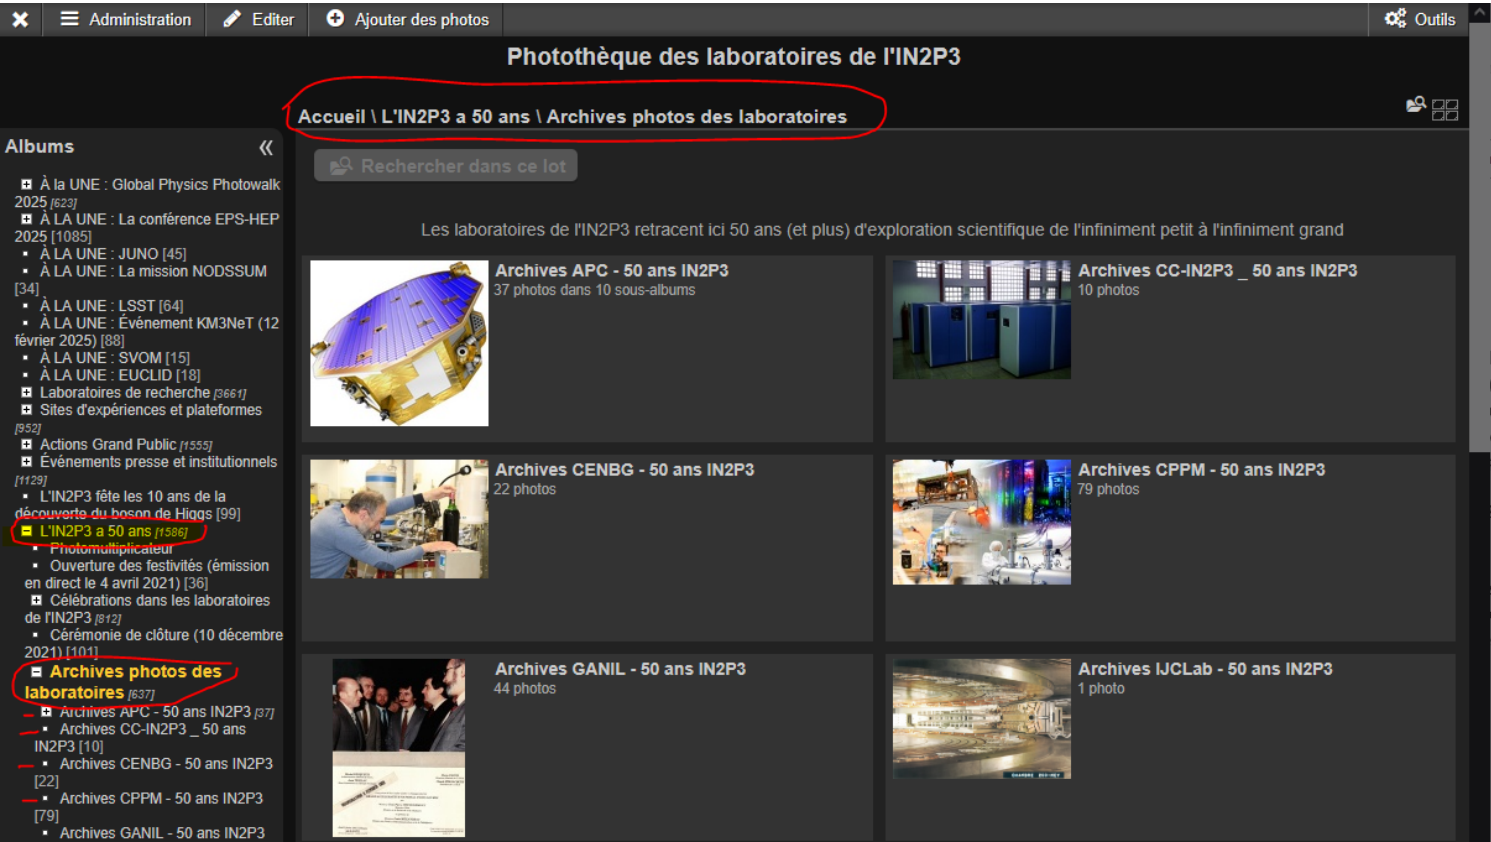 Administration
Editer
Ajouter des photos
Outils
Photothèque des laboratoires de l'IN2P3
Accueil \ L'IN2P3 a 50 ans \ Archives photos des laboratoires
Albums
À la UNE : Global Physics Photowalk
2025 [623]
À LA UNE : La conférence EPS-HEP
2025 [1085]
À LA UNE : JUNO [45]
À LA UNE : La mission NODSSUM
[34]
À LA UNE : LSST [64]
À LA UNE : Événement KM3NeT (12
février 2025) [88]
À LA UNE : SVOM [15]
À LA UNE : EUCLID [18]
Laboratoires de recherche [3661]
Sites d'expériences et plateformes
[952]
Actions Grand Public [1555]
Événements presse et institutionnels
[1129]
L'IN2P3 fête les 10 ans de la
découverte du boson de Higgs [99]
L'IN2P3 a 50 ans [1586]
Photomultiplicateur
Ouverture des festivités (émission
en direct le 4 avril 2021) [36]
Célébrations dans les laboratoires
de l'IN2P3 [812]
Cérémonie de clôture (10 décembre
2021) [101]
Archives photos des
laboratoires [637]
Archives APC - 50 ans IN2P3 [37]
Archives CC-IN2P3 _ 50 ans
IN2P3 [10]
Archives CENBG - 50 ans IN2P3
[22]
Archives CPPM - 50 ans IN2P3
[79]
Archives GANIL - 50 ans IN2P3
Rechercher dans ce lot
Les laboratoires de l'IN2P3 retracent ici 50 ans (et plus) d'exploration scientifique de l'infiniment petit à l'infiniment grand
Archives APC - 50 ans IN2P3
37 photos dans 10 sous-albums
Archives CC-IN2P3 _ 50 ans IN2P3
10 photos
Archives CENBG - 50 ans IN2P3
22 photos
Archives CPPM - 50 ans IN2P3
79 photos
Archives GANIL - 50 ans IN2P3
44 photos
Archives IJCLab - 50 ans IN2P3
1 photo